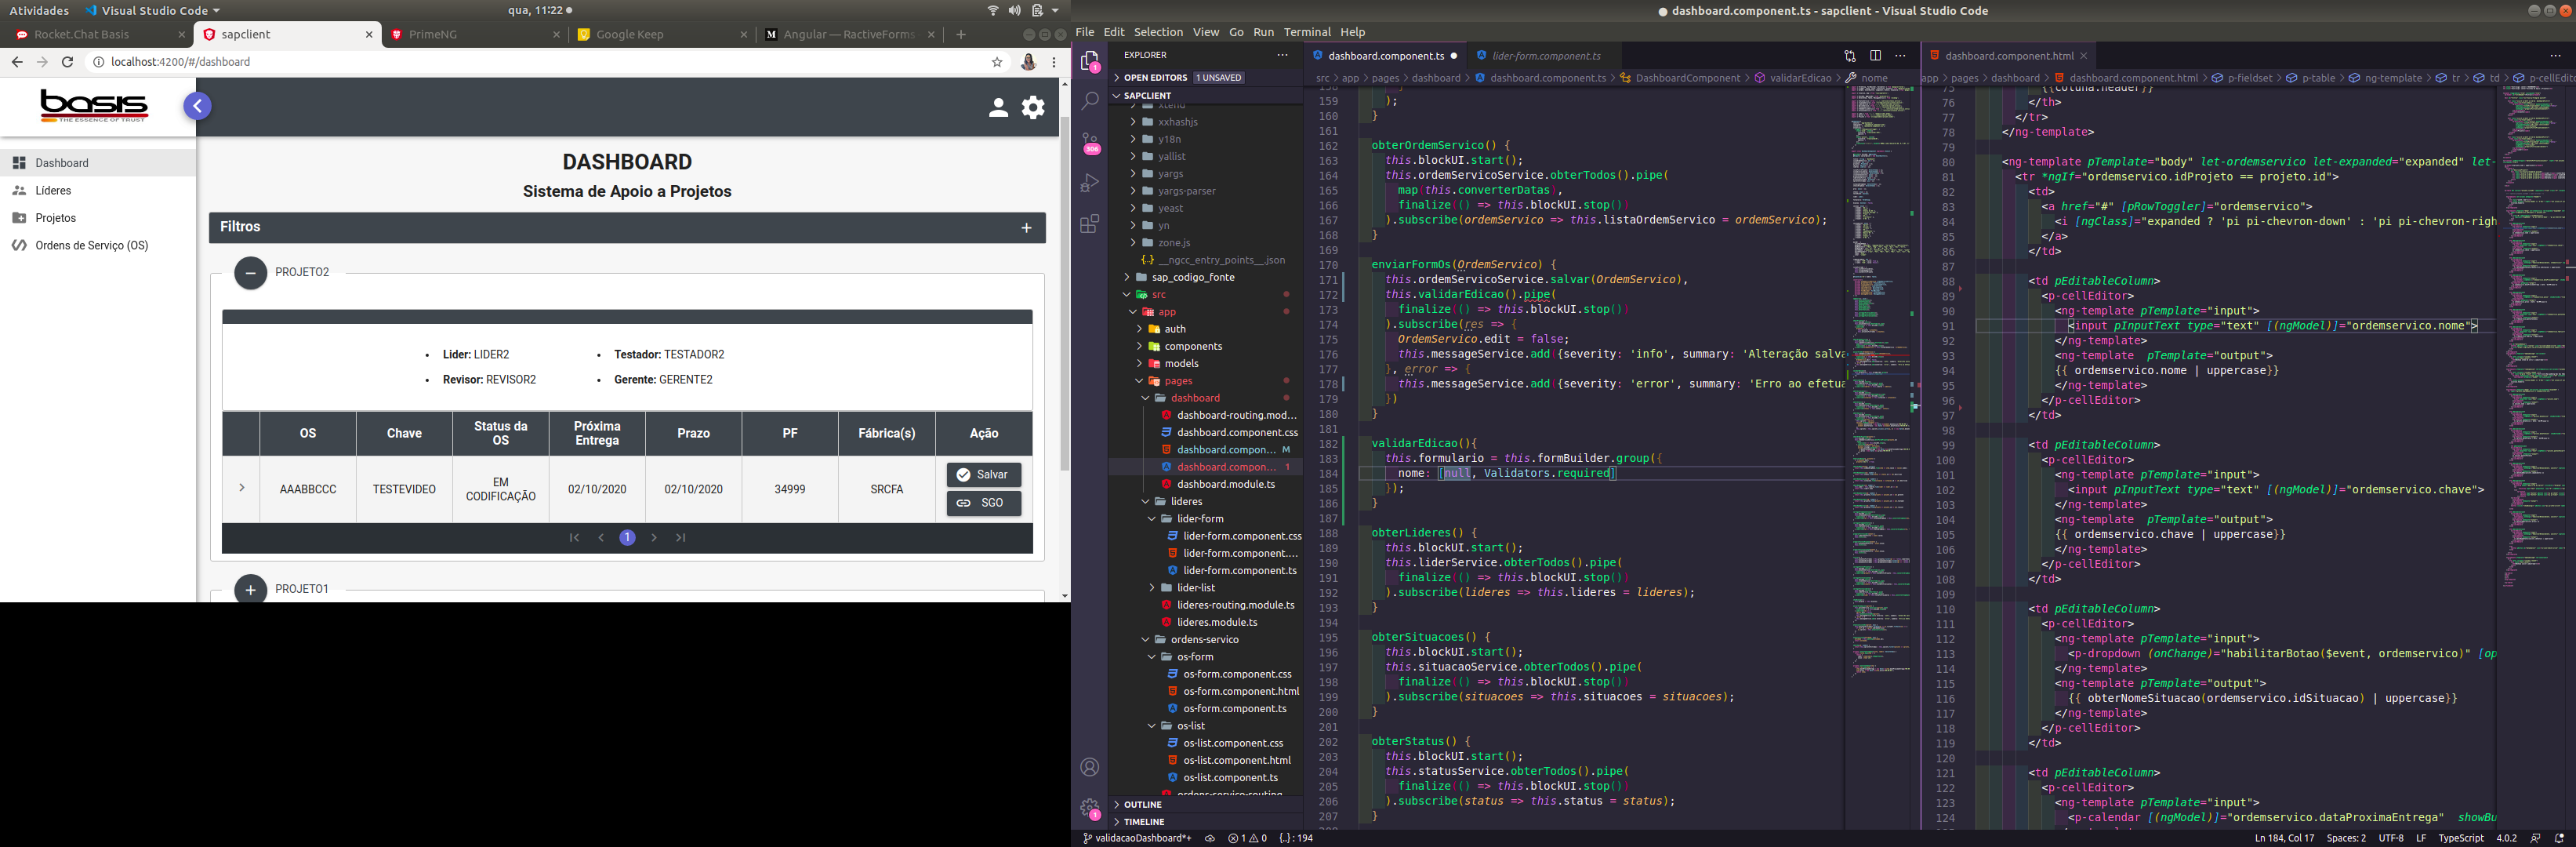 Atividades
Visual Studio Code
qua, 11:22
Rocket.Chat Basis
sapclient
PrimeNG
Google Keep
Angular — RactiveForms
localhost:4200/#/dashboard
basis
THE ESSENCE OF TRUST
Dashboard
Líderes
Projetos
Ordens de Serviço (OS)
DASHBOARD
Sistema de Apoio a Projetos
Filtros
PROJETO2
• Lider: LIDER2
• Testador: TESTADOR2
• Revisor: REVISOR2
• Gerente: GERENTE2
OS Chave Status da OS Próxima Entrega Prazo PF Fábrica(s) Ação
AAABBCCC TESTEVIDEO EM CODIFICAÇÃO 02/10/2020 02/10/2020 34999 SRCFA Salvar
SGO
1
PROJETO1
dashboard.component.ts - sapclient - Visual Studio Code
File Edit Selection View Go Run Terminal Help
EXPLORER
OPEN EDITORS 1 UNSAVED
SAPCLIENT
xtend
xxhashjs
y18n
yallist
yargs
yargs-parser
yeast
yn
zone.js
{..} __ngcc_entry_points__.json
sap_codigo_fonte
src
app
auth
components
models
pages
dashboard
dashboard-routing.mod...
dashboard.component.css
dashboard.compon... M
dashboard.compon... 1
dashboard.module.ts
lideres
lider-form
lider-form.component.css
lider-form.component....
lider-form.component.ts
lider-list
lideres-routing.module.ts
lideres.module.ts
ordens-servico
os-form
os-form.component.css
os-form.component.html
os-form.component.ts
os-list
os-list.component.css
os-list.component.html
os-list.component.ts
ordens-servico-routing
OUTLINE
TIMELINE
306
1
1
dashboard.component.ts
lider-form.component.ts
src > app > pages > dashboard > dashboard.component.ts > DashboardComponent > validarEdicao > nome
158 }
159 );
160 }
161
162 obterOrdemServico() {
163 this.blockUI.start();
164 this.ordemServicoService.obterTodos().pipe(
165 map(this.converterDatas),
166 finalize(() => this.blockUI.stop())
167 ).subscribe(ordemServico => this.listaOrdemServico = ordemServico);
168 }
169
170 enviarFormOs(OrdemServico) {
171 this.ordemServicoService.salvar(OrdemServico),
172 this.validarEdicao().pipe(
173 finalize(() => this.blockUI.stop())
174 ).subscribe(res => {
175 OrdemServico.edit = false;
176 this.messageService.add({severity: 'info', summary: 'Alteração salva
177 }, error => {
178 this.messageService.add({severity: 'error', summary: 'Erro ao efetua
179 })
180 }
181
182 validarEdicao(){
183 this.formulario = this.formBuilder.group({
184 nome: [null, Validators.required]
185 });
186 }
187
188 obterLideres() {
189 this.blockUI.start();
190 this.liderService.obterTodos().pipe(
191 finalize(() => this.blockUI.stop())
192 ).subscribe(lideres => this.lideres = lideres);
193 }
194
195 obterSituacoes() {
196 this.blockUI.start();
197 this.situacaoService.obterTodos().pipe(
198 finalize(() => this.blockUI.stop())
199 ).subscribe(situacoes => this.situacoes = situacoes);
200 }
201
202 obterStatus() {
203 this.blockUI.start();
204 this.statusService.obterTodos().pipe(
205 finalize(() => this.blockUI.stop())
206 ).subscribe(status => this.status = status);
207 }
dashboard.component.html
app > pages > dashboard > dashboard.component.html > p-fieldset > p-table > ng-template > tr > td > p-cellEdito
75 {{coluna.header}}
76 </th>
77 </tr>
78 </ng-template>
79
80 <ng-template pTemplate="body" let-ordemservico let-expanded="expanded" let-
81 <tr *ngIf="ordemservico.idProjeto == projeto.id">
82 <td>
83 <a href="#" [pRowToggler]="ordemservico">
84 <i [ngClass]="expanded ? 'pi pi-chevron-down' : 'pi pi-chevron-righ
85 </a>
86 </td>
87
88 <td pEditableColumn>
89 <p-cellEditor>
90 <ng-template pTemplate="input">
91 <input pInputText type="text" [(ngModel)]="ordemservico.nome">
92 </ng-template>
93 <ng-template pTemplate="output">
94 {{ ordemservico.nome | uppercase}}
95 </ng-template>
96 </p-cellEditor>
97 </td>
98
99 <td pEditableColumn>
100 <p-cellEditor>
101 <ng-template pTemplate="input">
102 <input pInputText type="text" [(ngModel)]="ordemservico.chave">
103 </ng-template>
104 <ng-template pTemplate="output">
105 {{ ordemservico.chave | uppercase}}
106 </ng-template>
107 </p-cellEditor>
108 </td>
109
110 <td pEditableColumn>
111 <p-cellEditor>
112 <ng-template pTemplate="input">
113 <p-dropdown (onChange)="habilitarBotao($event, ordemservico)" [op
114 </ng-template>
115 <ng-template pTemplate="output">
116 {{ obterNomeSituacao(ordemservico.idSituacao) | uppercase}}
117 </ng-template>
118 </p-cellEditor>
119 </td>
120
121 <td pEditableColumn>
122 <p-cellEditor>
123 <ng-template pTemplate="input">
124 <p-calendar [(ngModel)]="ordemservico.dataProximaEntrega" showBu
validacaoDashboard*+
1 0
{..} : 194
Ln 184, Col 17 Spaces: 2 UTF-8 LF TypeScript 4.0.2